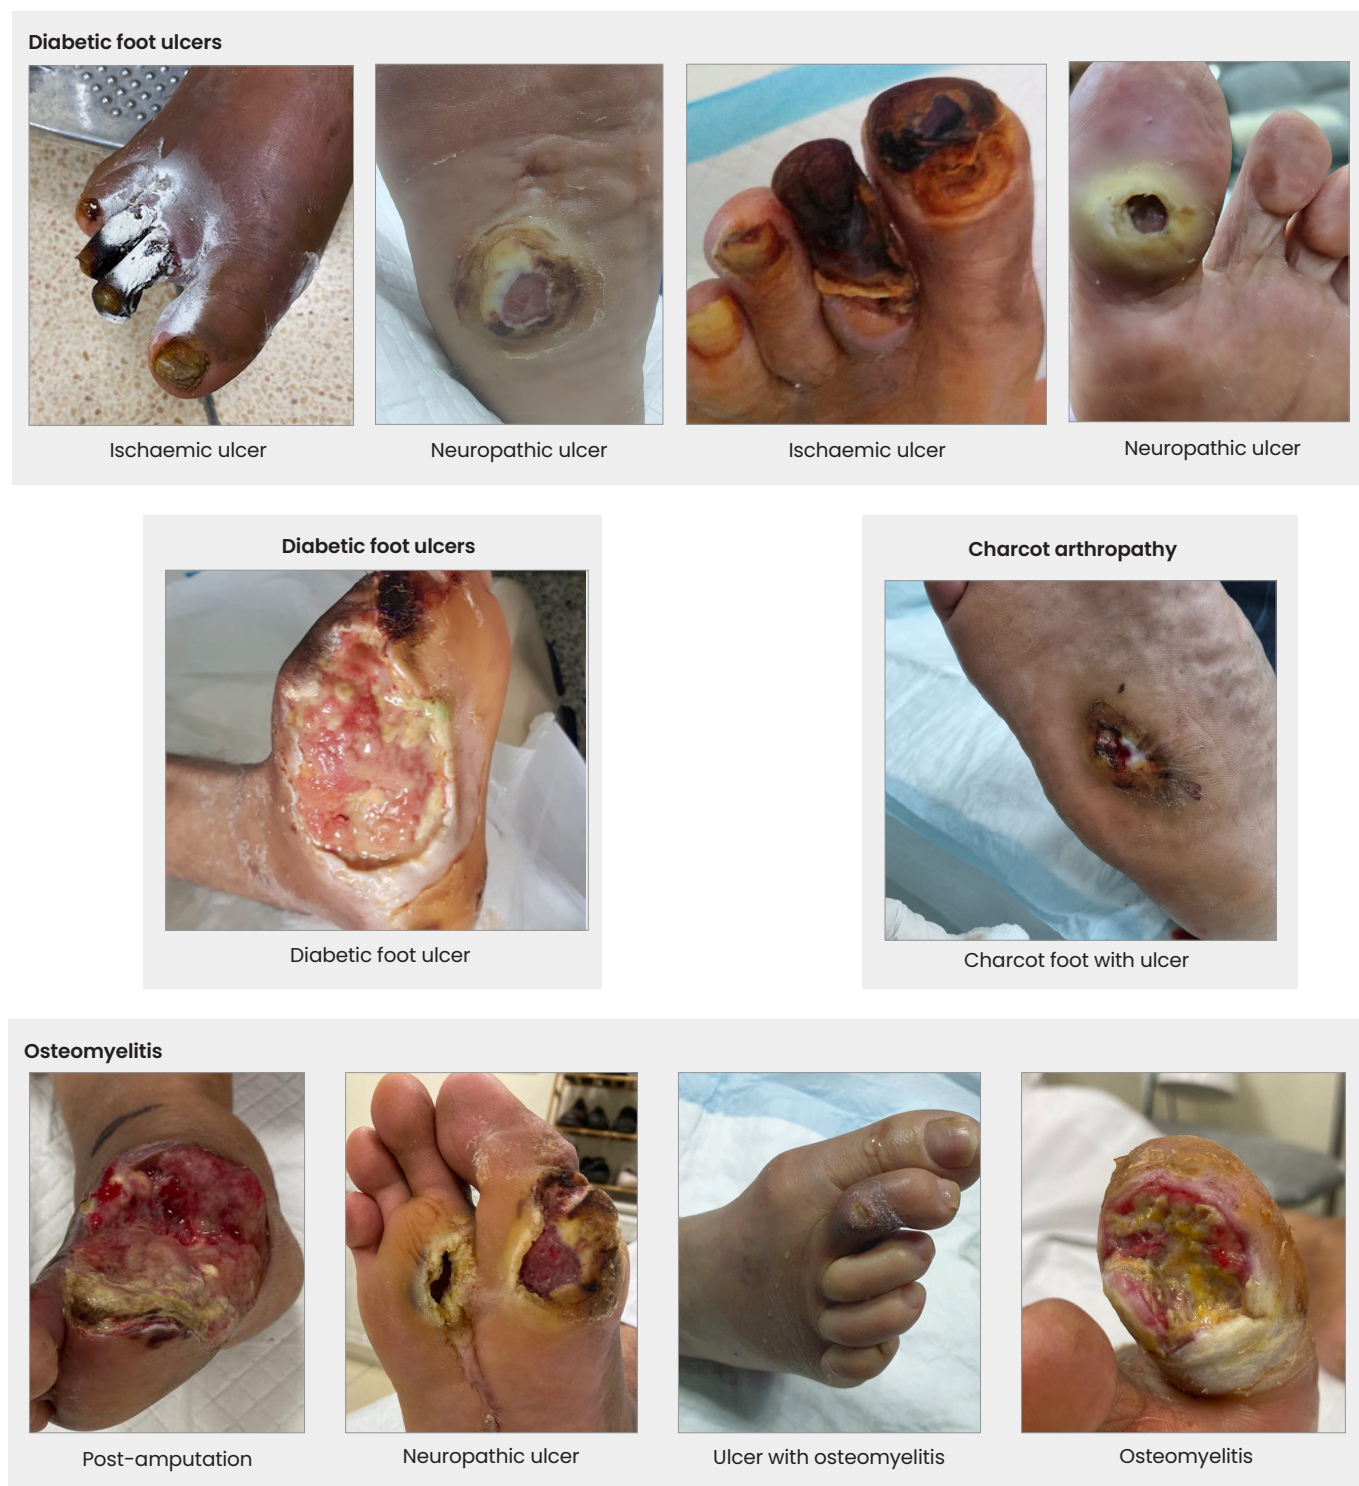 Diabetic foot ulcers
Ischaemic ulcer
Neuropathic ulcer
Ischaemic ulcer
Neuropathic ulcer
Diabetic foot ulcers
Diabetic foot ulcer
Charcot arthropathy
Charcot foot with ulcer
Osteomyelitis
Post-amputation
Neuropathic ulcer
Ulcer with osteomyelitis
Osteomyelitis